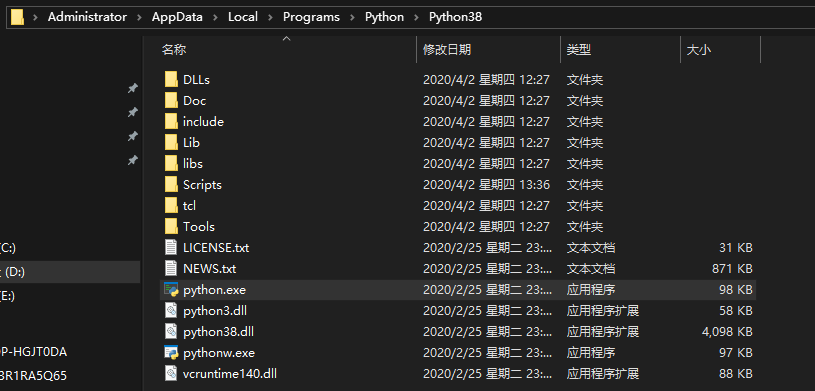 Administrator > AppData > Local > Programs > Python > Python38
名称 修改日期 类型 大小
DLLs 2020/4/2 星期四 12:27 文件夹
Doc 2020/4/2 星期四 12:27 文件夹
include 2020/4/2 星期四 12:27 文件夹
Lib 2020/4/2 星期四 12:27 文件夹
libs 2020/4/2 星期四 12:27 文件夹
Scripts 2020/4/2 星期四 13:36 文件夹
tcl 2020/4/2 星期四 12:27 文件夹
Tools 2020/4/2 星期四 12:27 文件夹
(C:) LICENSE.txt 2020/2/25 星期二 23:... 文本文档 31 KB
(D:) NEWS.txt 2020/2/25 星期二 23:... 文本文档 871 KB
(E:) python.exe 2020/2/25 星期二 23:... 应用程序 98 KB
python3.dll 2020/2/25 星期二 23:... 应用程序扩展 58 KB
python38.dll 2020/2/25 星期二 23:... 应用程序扩展 4,098 KB
P-HGJT0DA pythonw.exe 2020/2/25 星期二 23:... 应用程序 97 KB
BR1RA5Q65 vcruntime140.dll 2020/2/25 星期二 23:... 应用程序扩展 88 KB